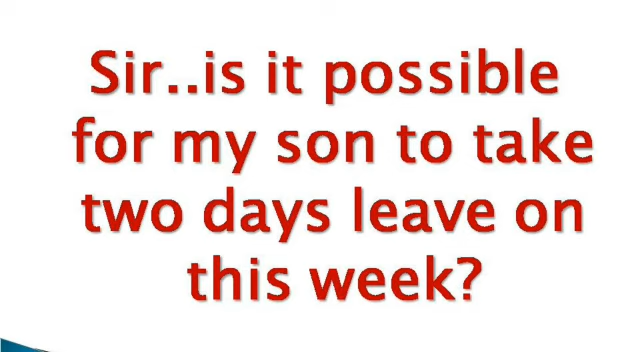 Sir..is it possible
for my son to take
two days leave on
this week?